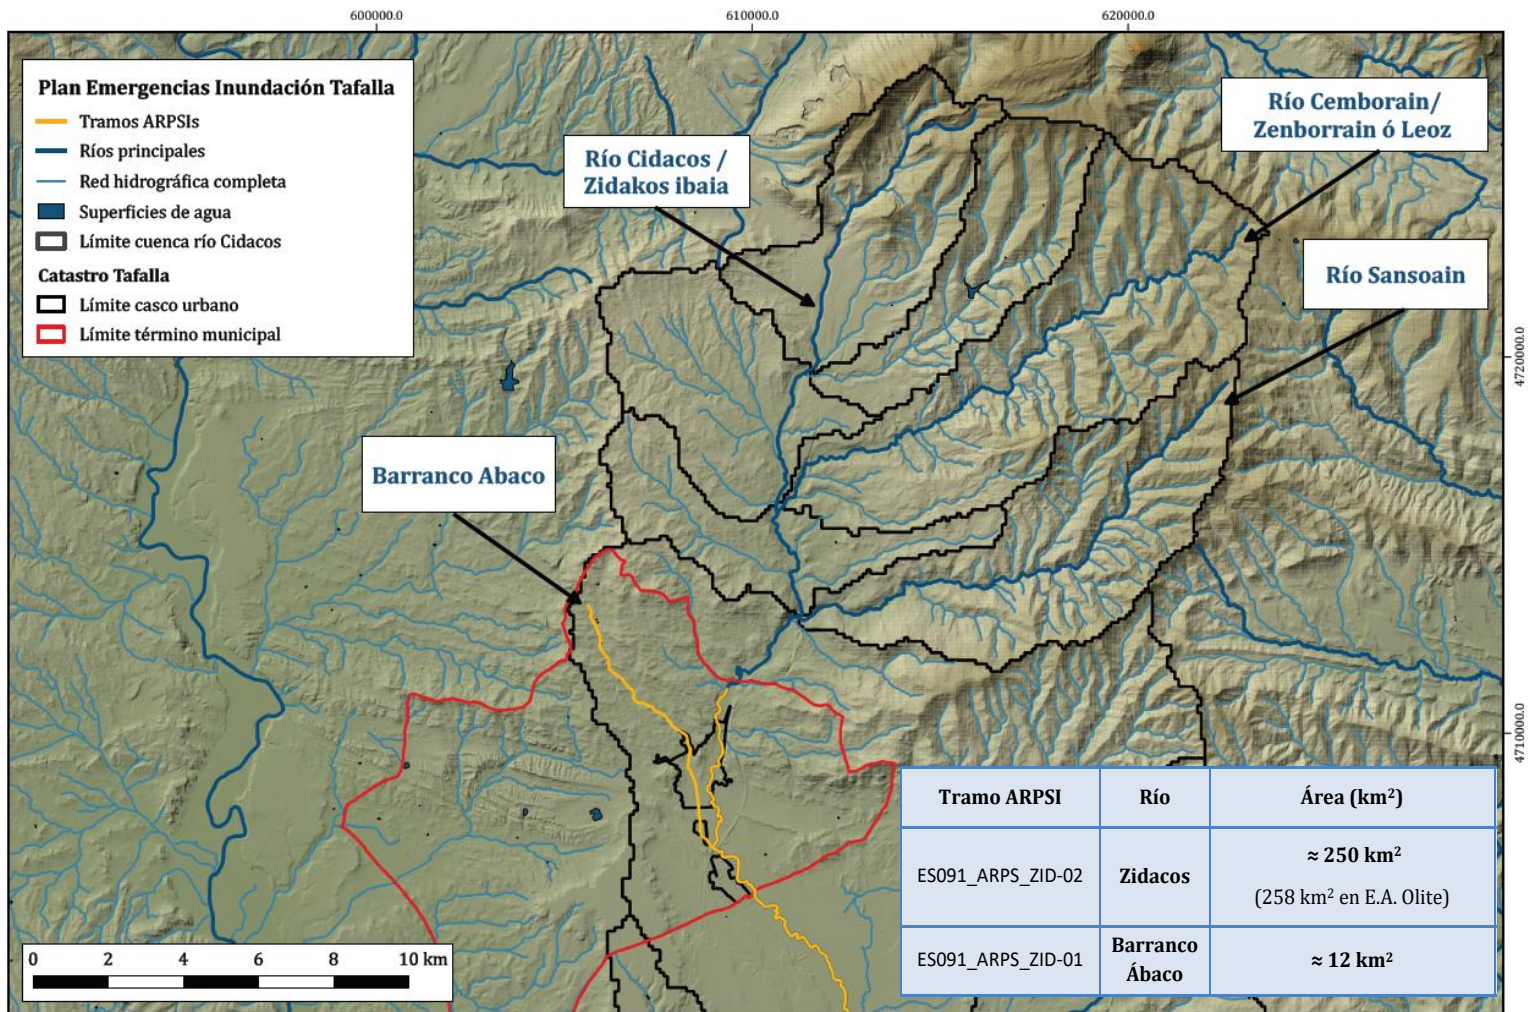 600000.0
610000.0
620000.0
Plan Emergencias Inundación Tafalla
Tramos ARPSIs
Ríos principales
Red hidrográfica completa
Superficies de agua
Límite cuenca río Cidacos
Catastro Tafalla
Límite casco urbano
Límite término municipal
Río Cidacos /
Zidakos ibaia
Río Cemborain/
Zenborrain ó Leoz
Río Sansoain
Barranco Abaco
4720000.0
4710000.0
Tramo ARPSI Río Área (km²)
ES091_ARPS_ZID-02 Zidacos ≈ 250 km²
(258 km² en E.A. Olite)
ES091_ARPS_ZID-01 Barranco
Ábaco ≈ 12 km²
0 2 4 6 8 10 km